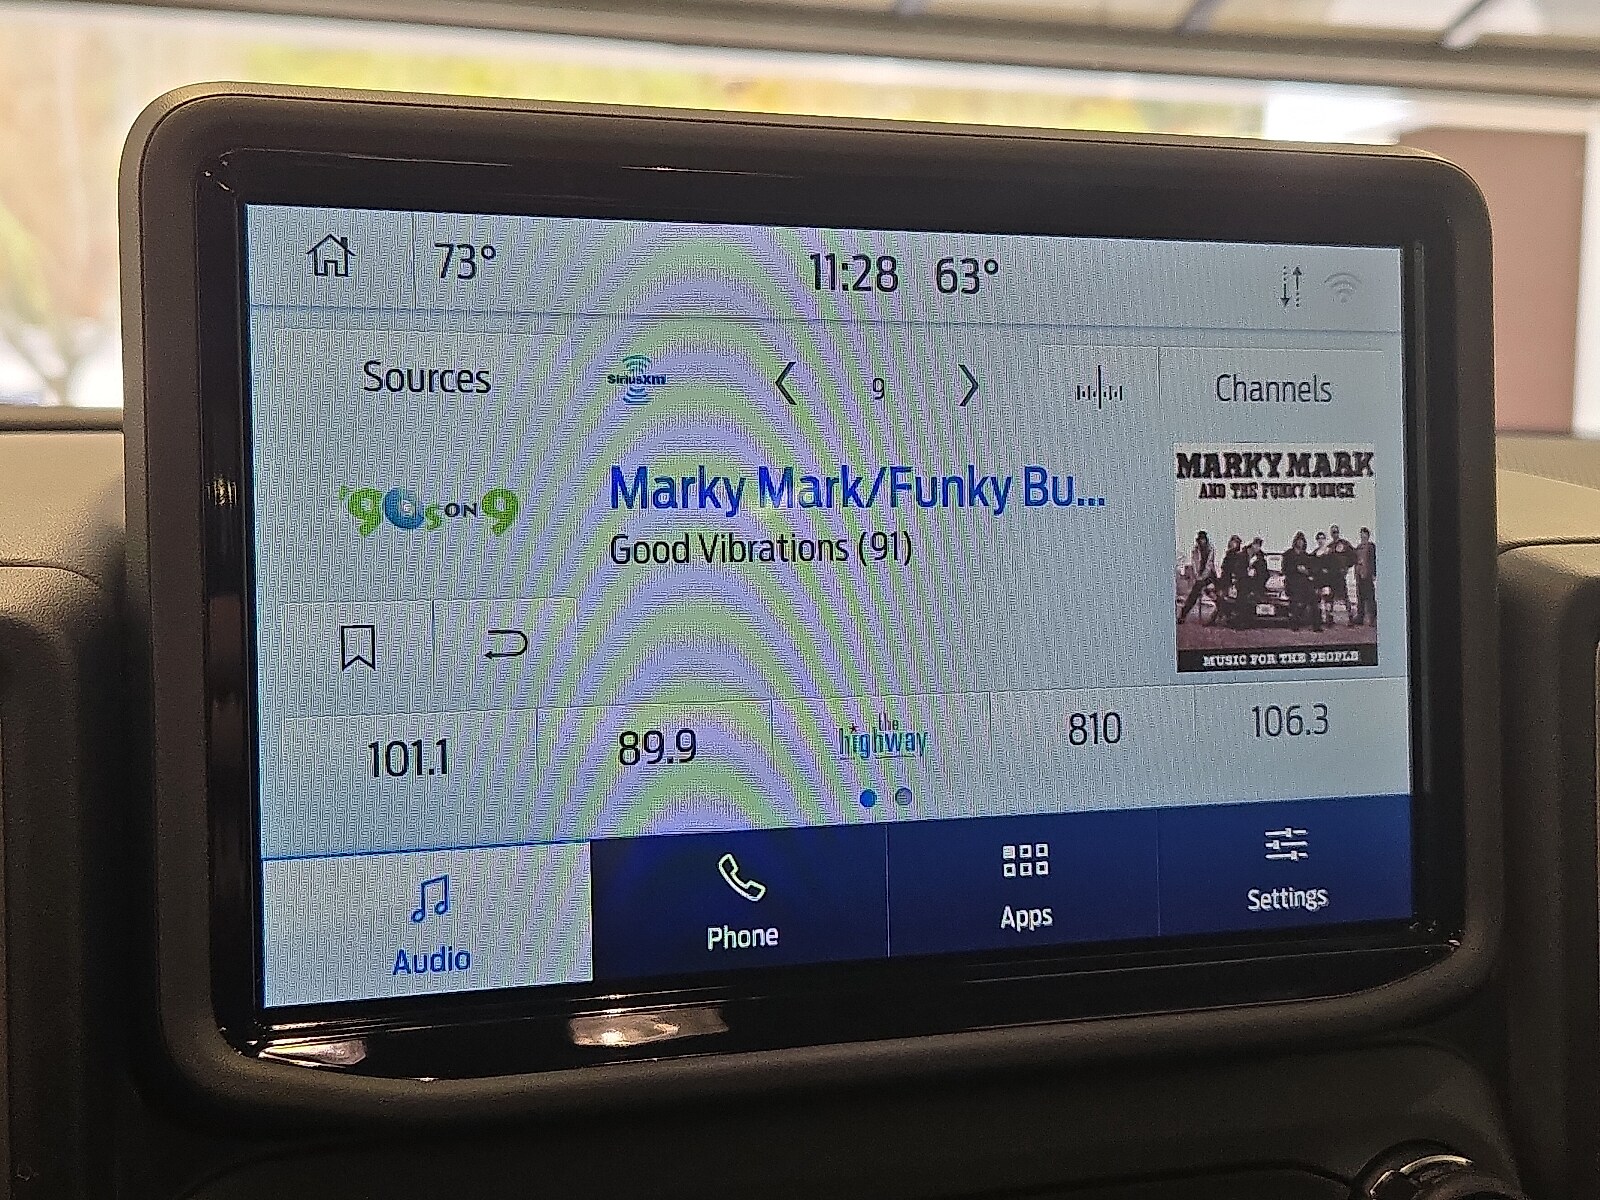 73°
11:28 63°
Sources
SiriusXM
9
Channels
'90s ON 9
Marky Mark/Funky Bu...
Good Vibrations (91)
MARKY MARK
AND THE FUNKY BUNCH
MUSIC FOR THE PEOPLE
101.1
89.9
the
highway
810
106.3
Audio
Phone
Apps
Settings